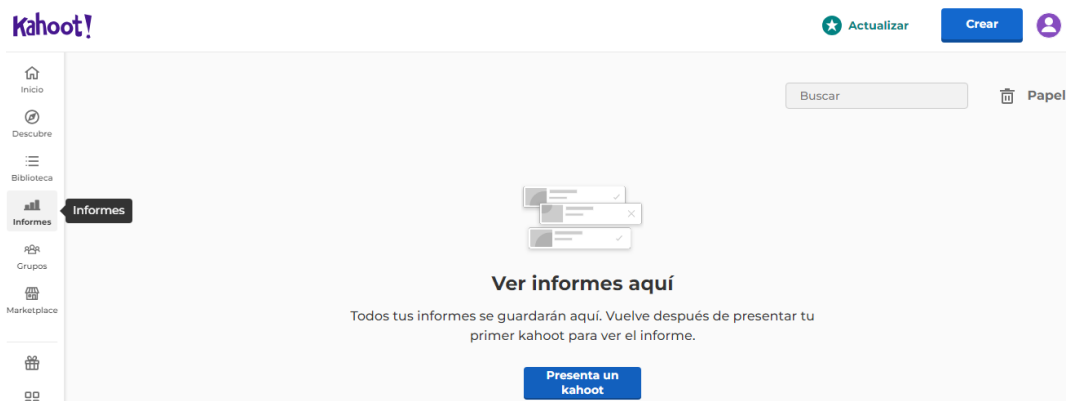 Kahoot!
Actualizar
Crear
Inicio
Descubre
Biblioteca
Informes
Grupos
Marketplace
Informes
Buscar
Papel
Ver informes aquí
Todos tus informes se guardarán aquí. Vuelve después de presentar tu
primer kahoot para ver el informe.
Presenta un
kahoot